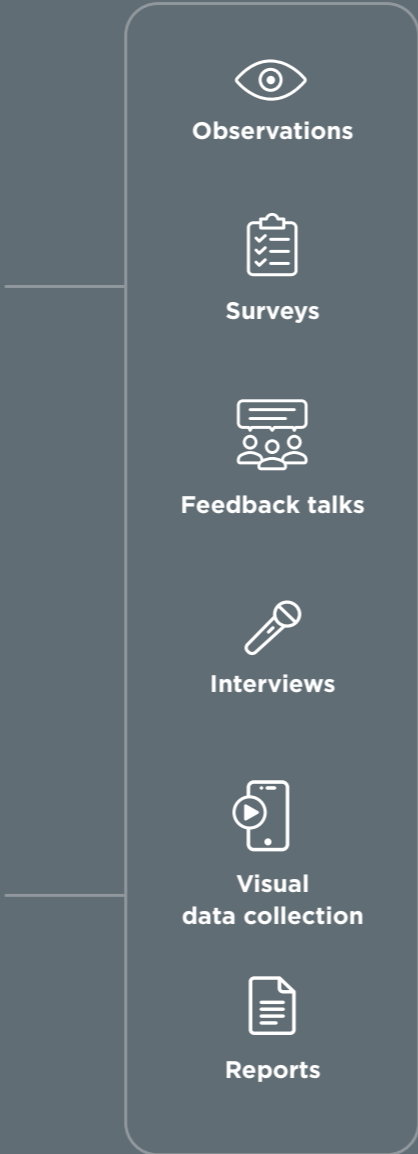 Observations
Surveys
Feedback talks
Interviews
Visual
data collection
Reports